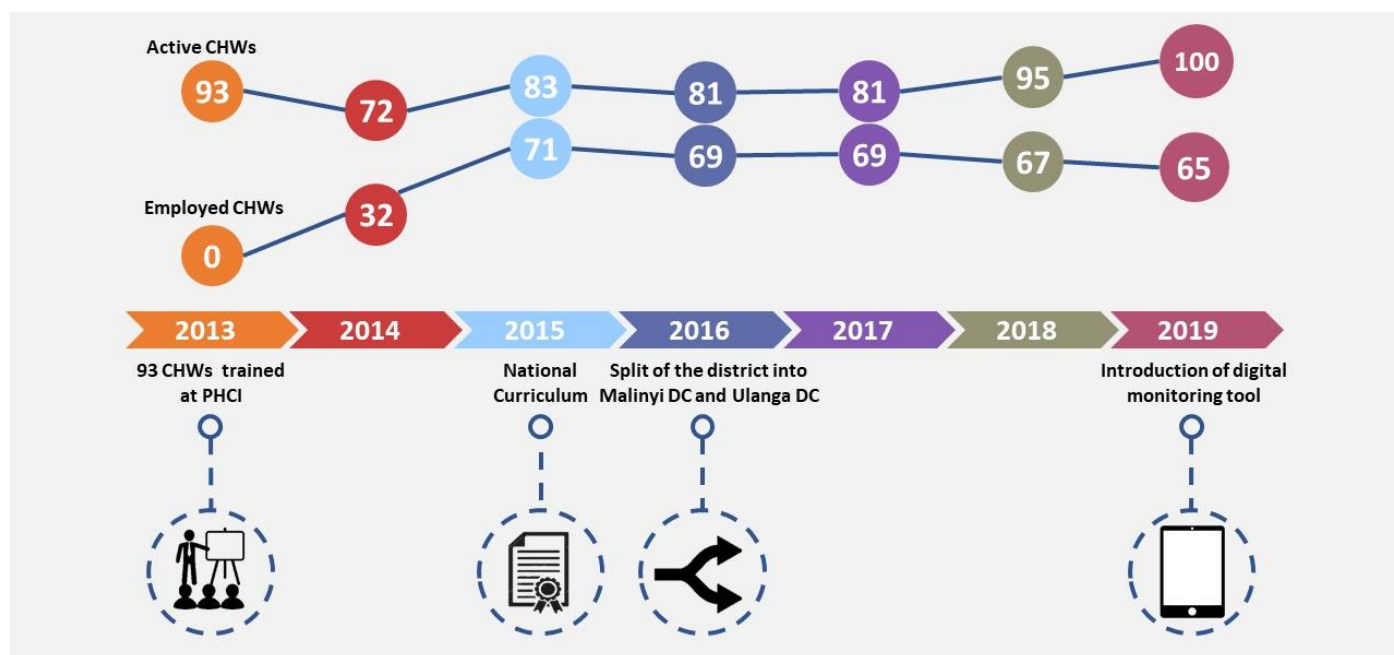 Active CHWs
93 72 83 81 81 95 100
71 69 69 67 65
Employed CHWs
32
0
2013 2014 2015 2016 2017 2018 2019
93 CHWs trained
at PHCI
National
Curriculum
Split of the district into
Malinyi DC and Ulanga DC
Introduction of digital
monitoring tool